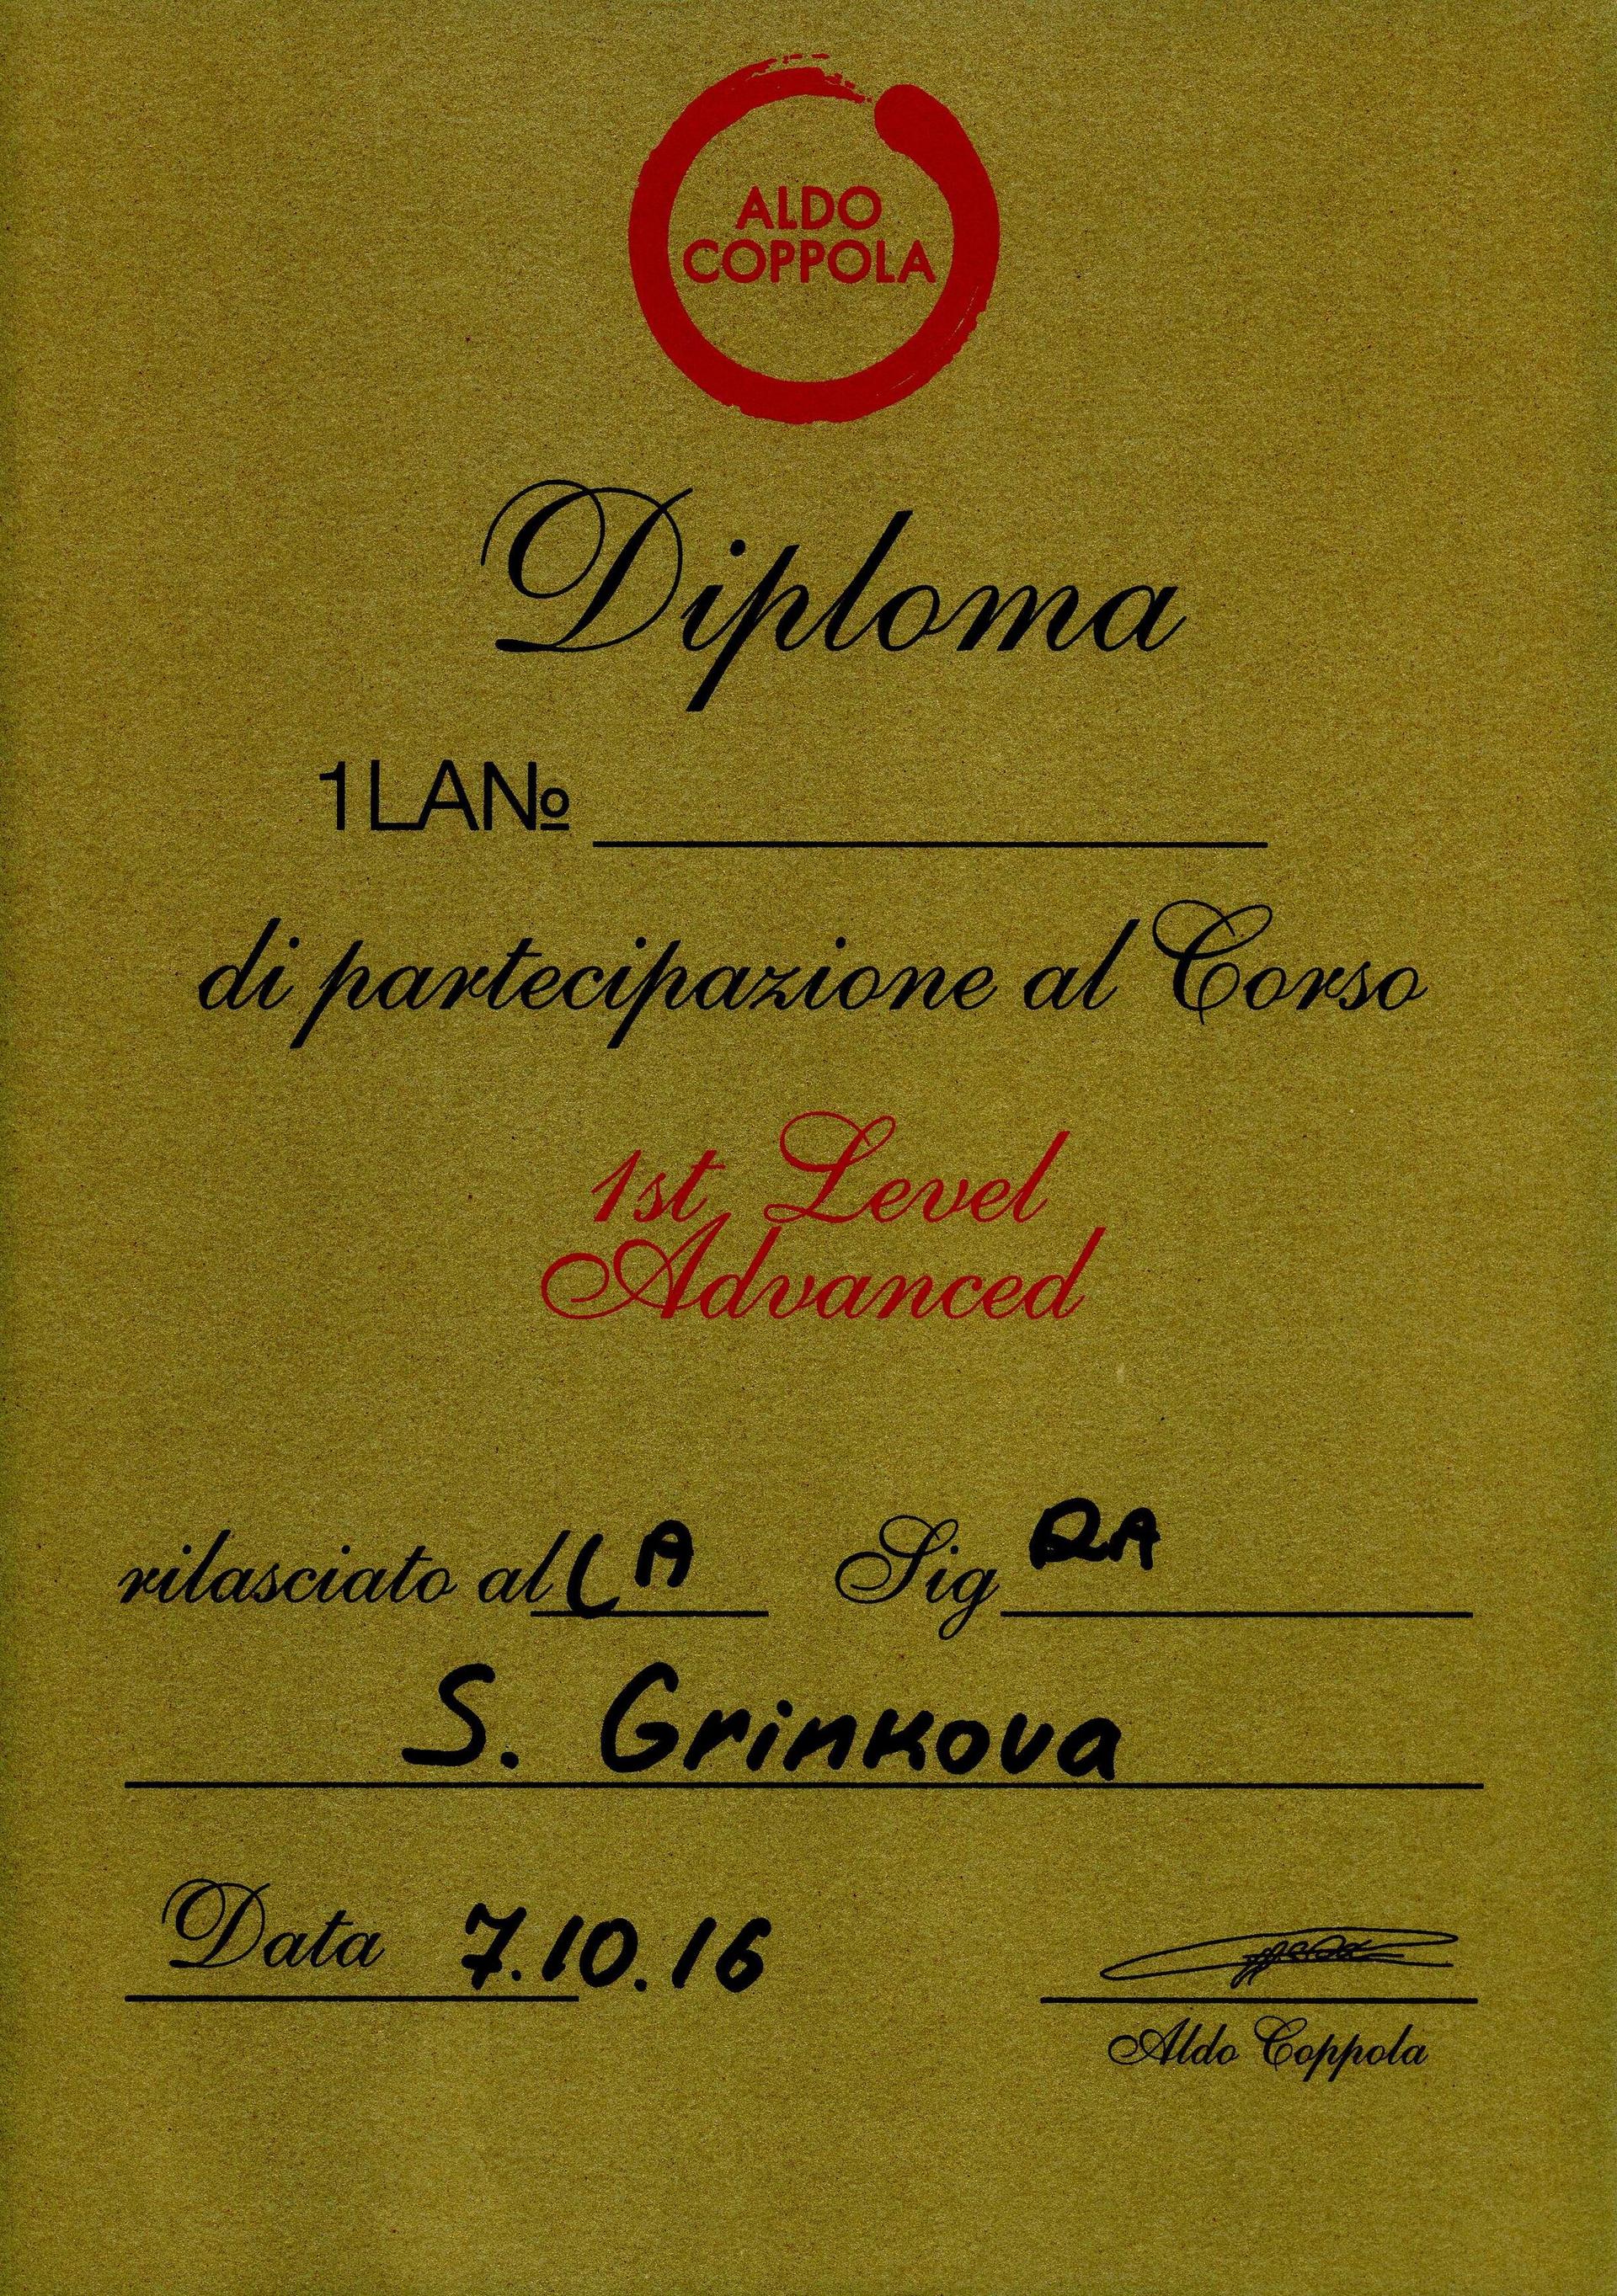 ALDO
COPPOLA
Diploma
1LA№
di partecipazione al Corso
1st Level
Advanced
rilasciato al LA Sig RA
S. Grinkova
Data 7.10.16
Aldo Coppola